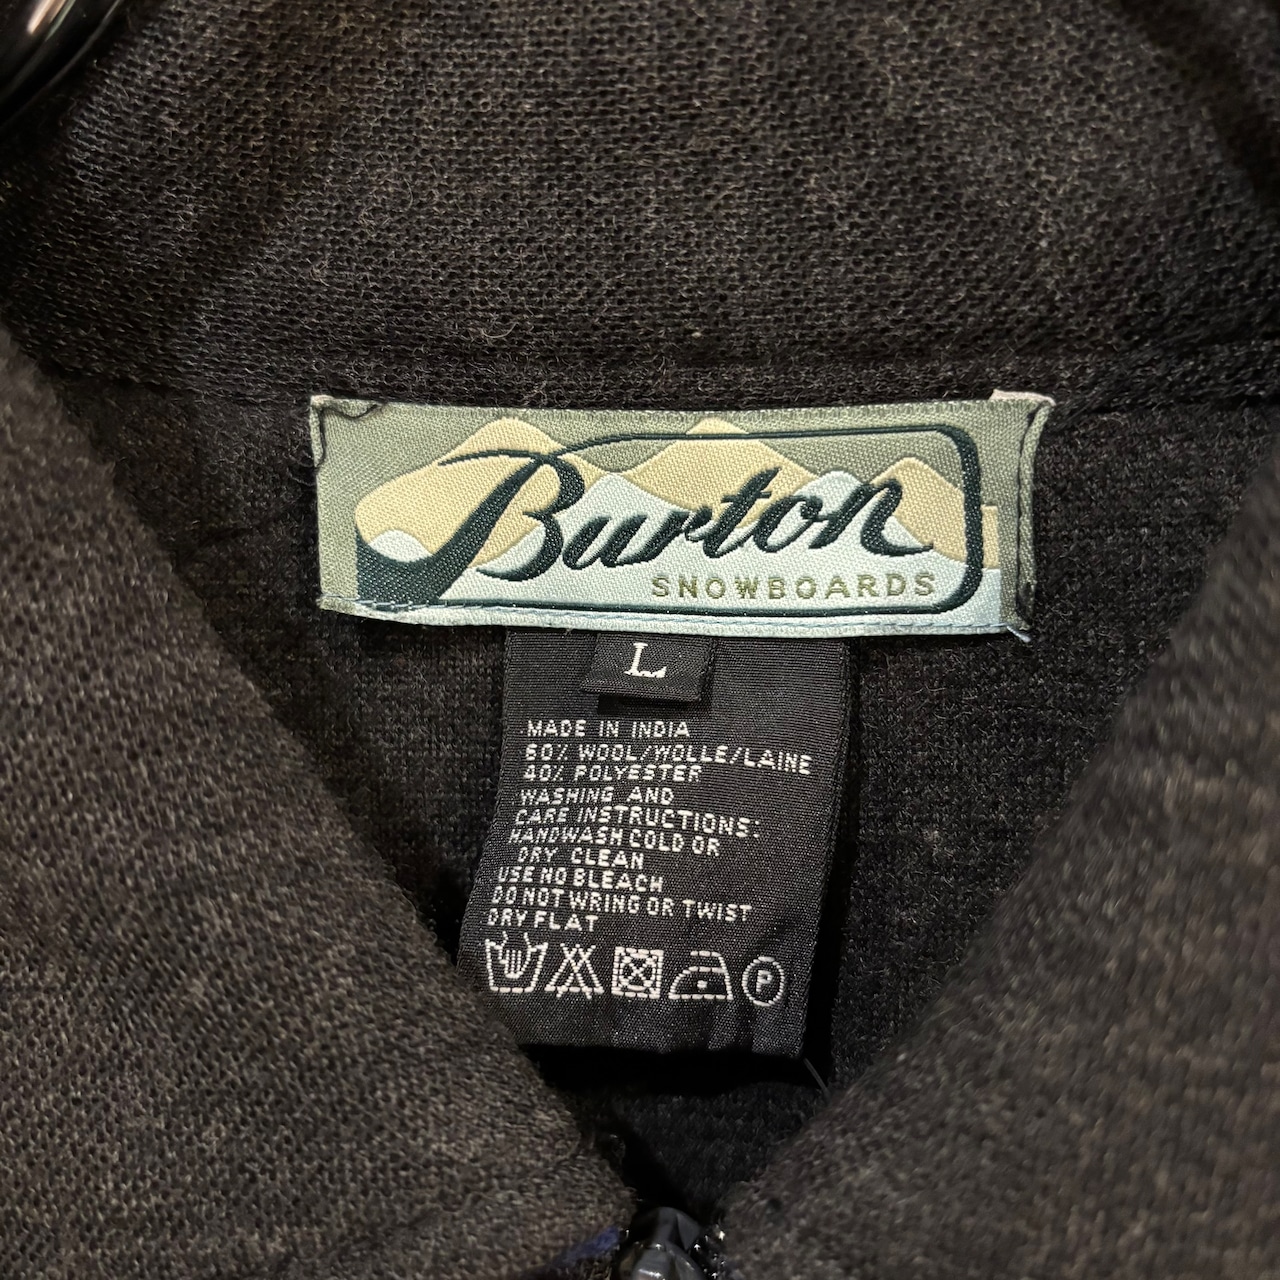 Burton
SNOWBOARDS
L
MADE IN INDIA
60% WOOL/WOLLE/LAINE
40% POLYESTER
WASHING AND
CARE INSTRUCTIONS:
HANDWASH COLD OR
DRY CLEAN
USE NO BLEACH
DO NOT WRING OR TWIST
DRY FLAT
P